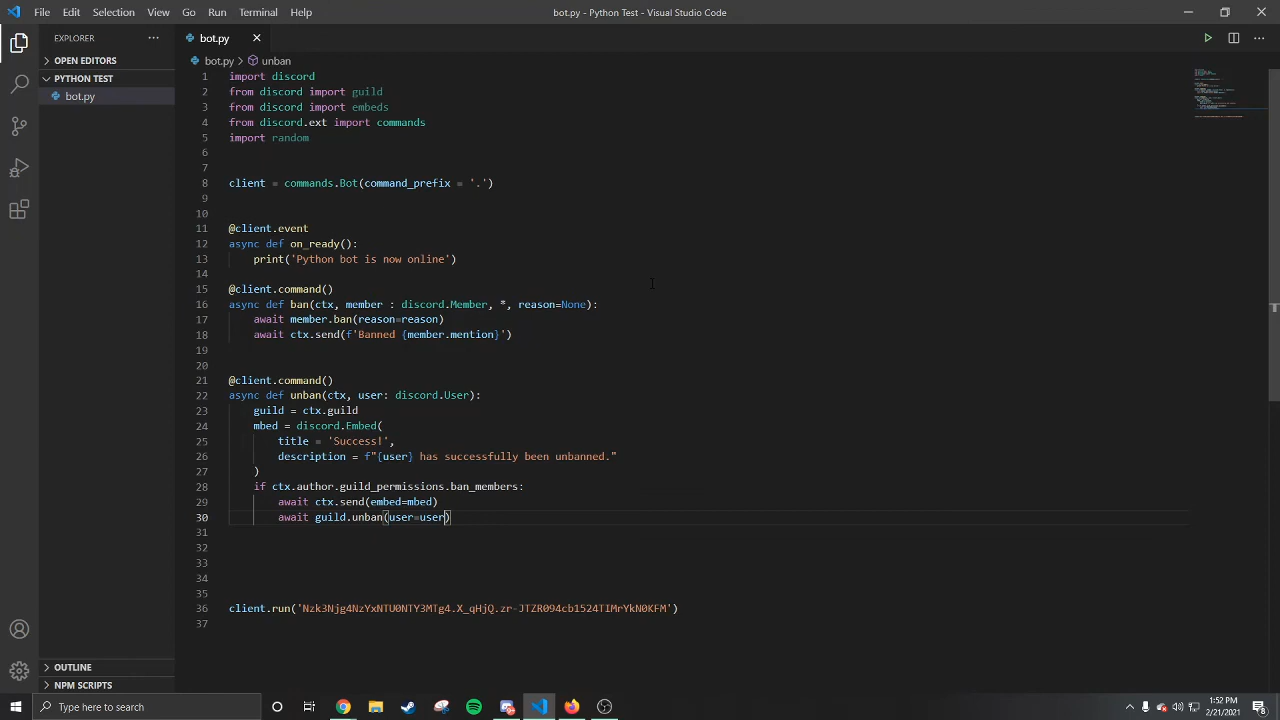 File Edit Selection View Go Run Terminal Help
bot.py - Python Test - Visual Studio Code
EXPLORER
OPEN EDITORS
PYTHON TEST
bot.py
OUTLINE
NPM SCRIPTS
bot.py
bot.py > unban
1 import discord
2 from discord import guild
3 from discord import embeds
4 from discord.ext import commands
5 import random
6
7
8 client = commands.Bot(command_prefix = '.')
9
10
11 @client.event
12 async def on_ready():
13 print('Python bot is now online')
14
15 @client.command()
16 async def ban(ctx, member : discord.Member, *, reason=None):
17 await member.ban(reason=reason)
18 await ctx.send(f'Banned {member.mention}')
19
20
21 @client.command()
22 async def unban(ctx, user: discord.User):
23 guild = ctx.guild
24 mbed = discord.Embed(
25 title = 'Success!',
26 description = f"{user} has successfully been unbanned."
27 )
28 if ctx.author.guild_permissions.ban_members:
29 await ctx.send(embed=mbed)
30 await guild.unban(user=user)
31
32
33
34
35
36 client.run('Nzk3Njg4NzYxNTU0NTY3MTg4.X_qHjQ.zr-JTZR094cb1524TIMrYkN0KFM')
37
Type here to search
1:52 PM
2/21/2021